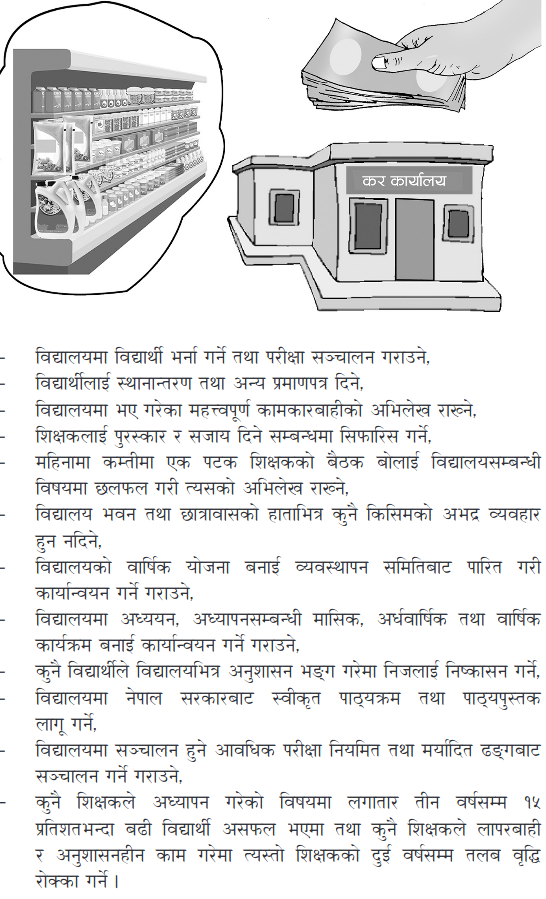 कर कार्यालय
– विद्यालयमा विद्यार्थी भर्ना गर्ने तथा परीक्षा सञ्चालन गराउने,
– विद्यार्थीलाई स्थानान्तरण तथा अन्य प्रमाणपत्र दिने,
– विद्यालयमा भए गरेका महत्त्वपूर्ण कामकारबाहीको अभिलेख राख्ने,
– शिक्षकलाई पुरस्कार र सजाय दिने सम्बन्धमा सिफारिस गर्ने,
– महिनामा कम्तीमा एक पटक शिक्षकको बैठक बोलाई विद्यालयसम्बन्धी
विषयमा छलफल गरी त्यसको अभिलेख राख्ने,
– विद्यालय भवन तथा छात्रावासको हाताभित्र कुनै किसिमको अभद्र व्यवहार
हुन नदिने,
– विद्यालयको वार्षिक योजना बनाई व्यवस्थापन समितिबाट पारित गरी
कार्यान्वयन गर्ने गराउने,
– विद्यालयमा अध्ययन, अध्यापनसम्बन्धी मासिक, अर्धवार्षिक तथा वार्षिक
कार्यक्रम बनाई कार्यान्वयन गर्ने गराउने,
– कुनै विद्यार्थीले विद्यालयभित्र अनुशासन भङ्ग गरेमा निजलाई निष्कासन गर्ने,
– विद्यालयमा नेपाल सरकारबाट स्वीकृत पाठ्यक्रम तथा पाठ्यपुस्तक
लागू गर्ने,
– विद्यालयमा सञ्चालन हुने आवधिक परीक्षा नियमित तथा मर्यादित ढङ्गबाट
सञ्चालन गर्ने गराउने,
– कुनै शिक्षकले अध्यापन गरेको विषयमा लगातार तीन वर्षसम्म १५
प्रतिशतभन्दा बढी विद्यार्थी असफल भएमा तथा कुनै शिक्षकले लापरबाही
र अनुशासनहीन काम गरेमा त्यस्तो शिक्षकको दुई वर्षसम्म तलब वृद्धि
रोक्का गर्ने ।